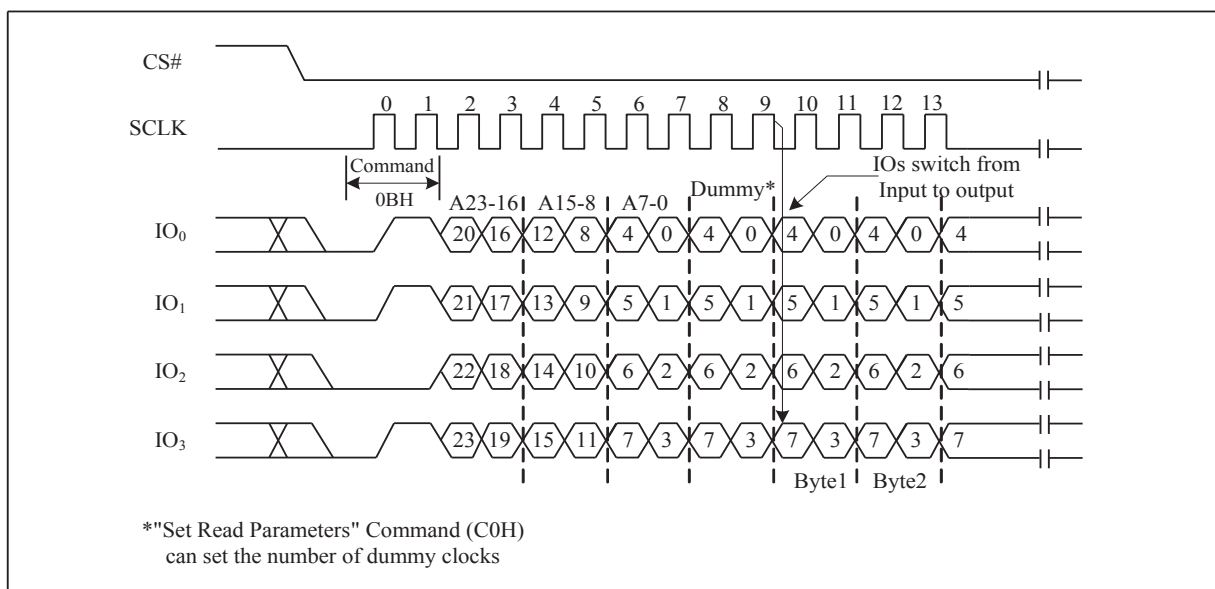 CS#
0 1 2 3 4 5 6 7 8 9 10 11 12 13
SCLK
Command
IOs switch from
Input to output
0BH
A23-16 A15-8 A7-0 Dummy*
IO0 20 16 12 8 4 0 4 0 4 0 4 0 4
IO1 21 17 13 9 5 1 5 1 5 1 5 1 5
IO2 22 18 14 10 6 2 6 2 6 2 6 2 6
IO3 23 19 15 11 7 3 7 3 7 3 7 3 7
Byte1 Byte2
*"Set Read Parameters" Command (C0H)
can set the number of dummy clocks